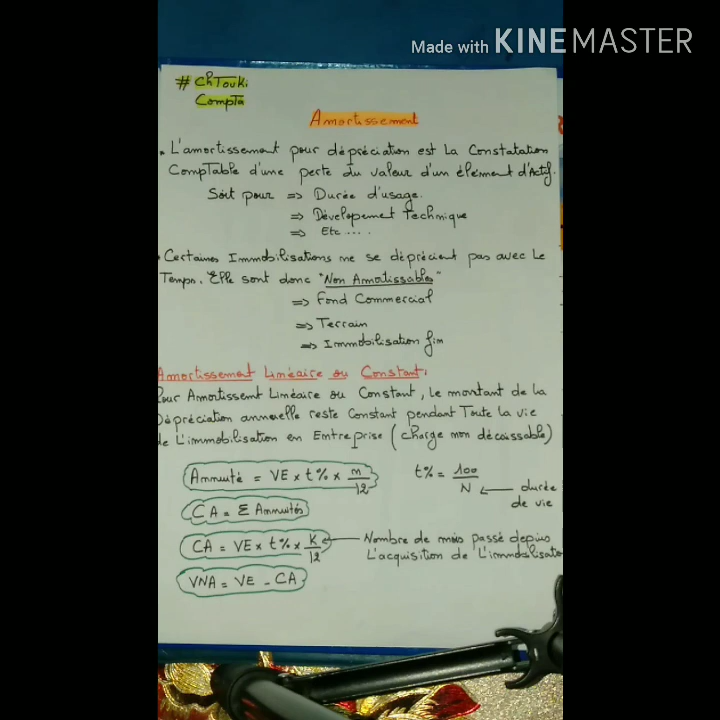 Made with KINEMASTER
# ChTouki
Compta
Amortissement
. L'amortissement pour dépréciation est La Constatation
CompTable d'une perte du valeur d'un élément d'Actif.
Soit pour => Durée d'usage.
=> Dévelopement Technique
=> Etc ....
. Certaines Immobilisations ne se déprécient pas avec Le
Temps. Elle sont donc "Non Amortissables"
=> Fond Commercial
=> Terrain
=> Immobilisation fin
Amortissement Linéaire ou Constant.
Pour Amortissemt Linéaire ou Constant, Le montant de La
Dépréciation annuelle reste Constant pendant Toute La vie
de L'immobilisation en Entreprise (charge non décaissable)
Annuité = VE x t% x m/12 t% = 100/N ← durée
de vie
CA = Σ Annuités
CA = VE x t% x K/12 ← Nombre de mois passé depuis
L'acquisition de L'immobilisatio
VNA = VE - CA